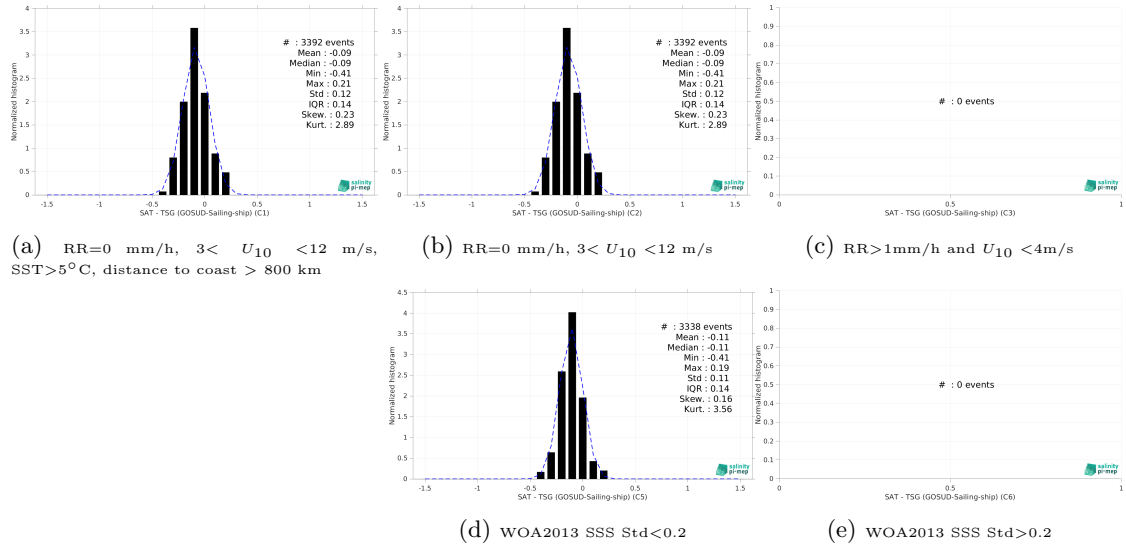 4
3.5
3
2.5
2
1.5
1
0.5
0
Normalized histogram
# : 3392 events
Mean : -0.09
Median : -0.09
Min : -0.41
Max : 0.21
Std : 0.12
IQR : 0.14
Skew. : 0.23
Kurt. : 2.89
salinity
pi-mep
-1.5 -1 -0.5 0 0.5 1 1.5
SAT - TSG (GOSUD-Sailing-ship) (C1)
(a) RR=0 mm/h, 3< U10 <12 m/s,
SST>5°C, distance to coast > 800 km
4
3.5
3
2.5
2
1.5
1
0.5
0
Normalized histogram
# : 3392 events
Mean : -0.09
Median : -0.09
Min : -0.41
Max : 0.21
Std : 0.12
IQR : 0.14
Skew. : 0.23
Kurt. : 2.89
salinity
pi-mep
-1.5 -1 -0.5 0 0.5 1 1.5
SAT - TSG (GOSUD-Sailing-ship) (C2)
(b) RR=0 mm/h, 3< U10 <12 m/s
1
0.9
0.8
0.7
0.6
0.5
0.4
0.3
0.2
0.1
0
Normalized histogram
# : 0 events
salinity
pi-mep
0 0.5 1
SAT - TSG (GOSUD-Sailing-ship) (C3)
(c) RR>1mm/h and U10 <4m/s
4.5
4
3.5
3
2.5
2
1.5
1
0.5
0
Normalized histogram
# : 3338 events
Mean : -0.11
Median : -0.11
Min : -0.41
Max : 0.19
Std : 0.11
IQR : 0.14
Skew. : 0.16
Kurt. : 3.56
salinity
pi-mep
-1.5 -1 -0.5 0 0.5 1 1.5
SAT - TSG (GOSUD-Sailing-ship) (C5)
(d) WOA2013 SSS Std<0.2
1
0.9
0.8
0.7
0.6
0.5
0.4
0.3
0.2
0.1
0
Normalized histogram
# : 0 events
salinity
pi-mep
0 0.5 1
SAT - TSG (GOSUD-Sailing-ship) (C6)
(e) WOA2013 SSS Std>0.2